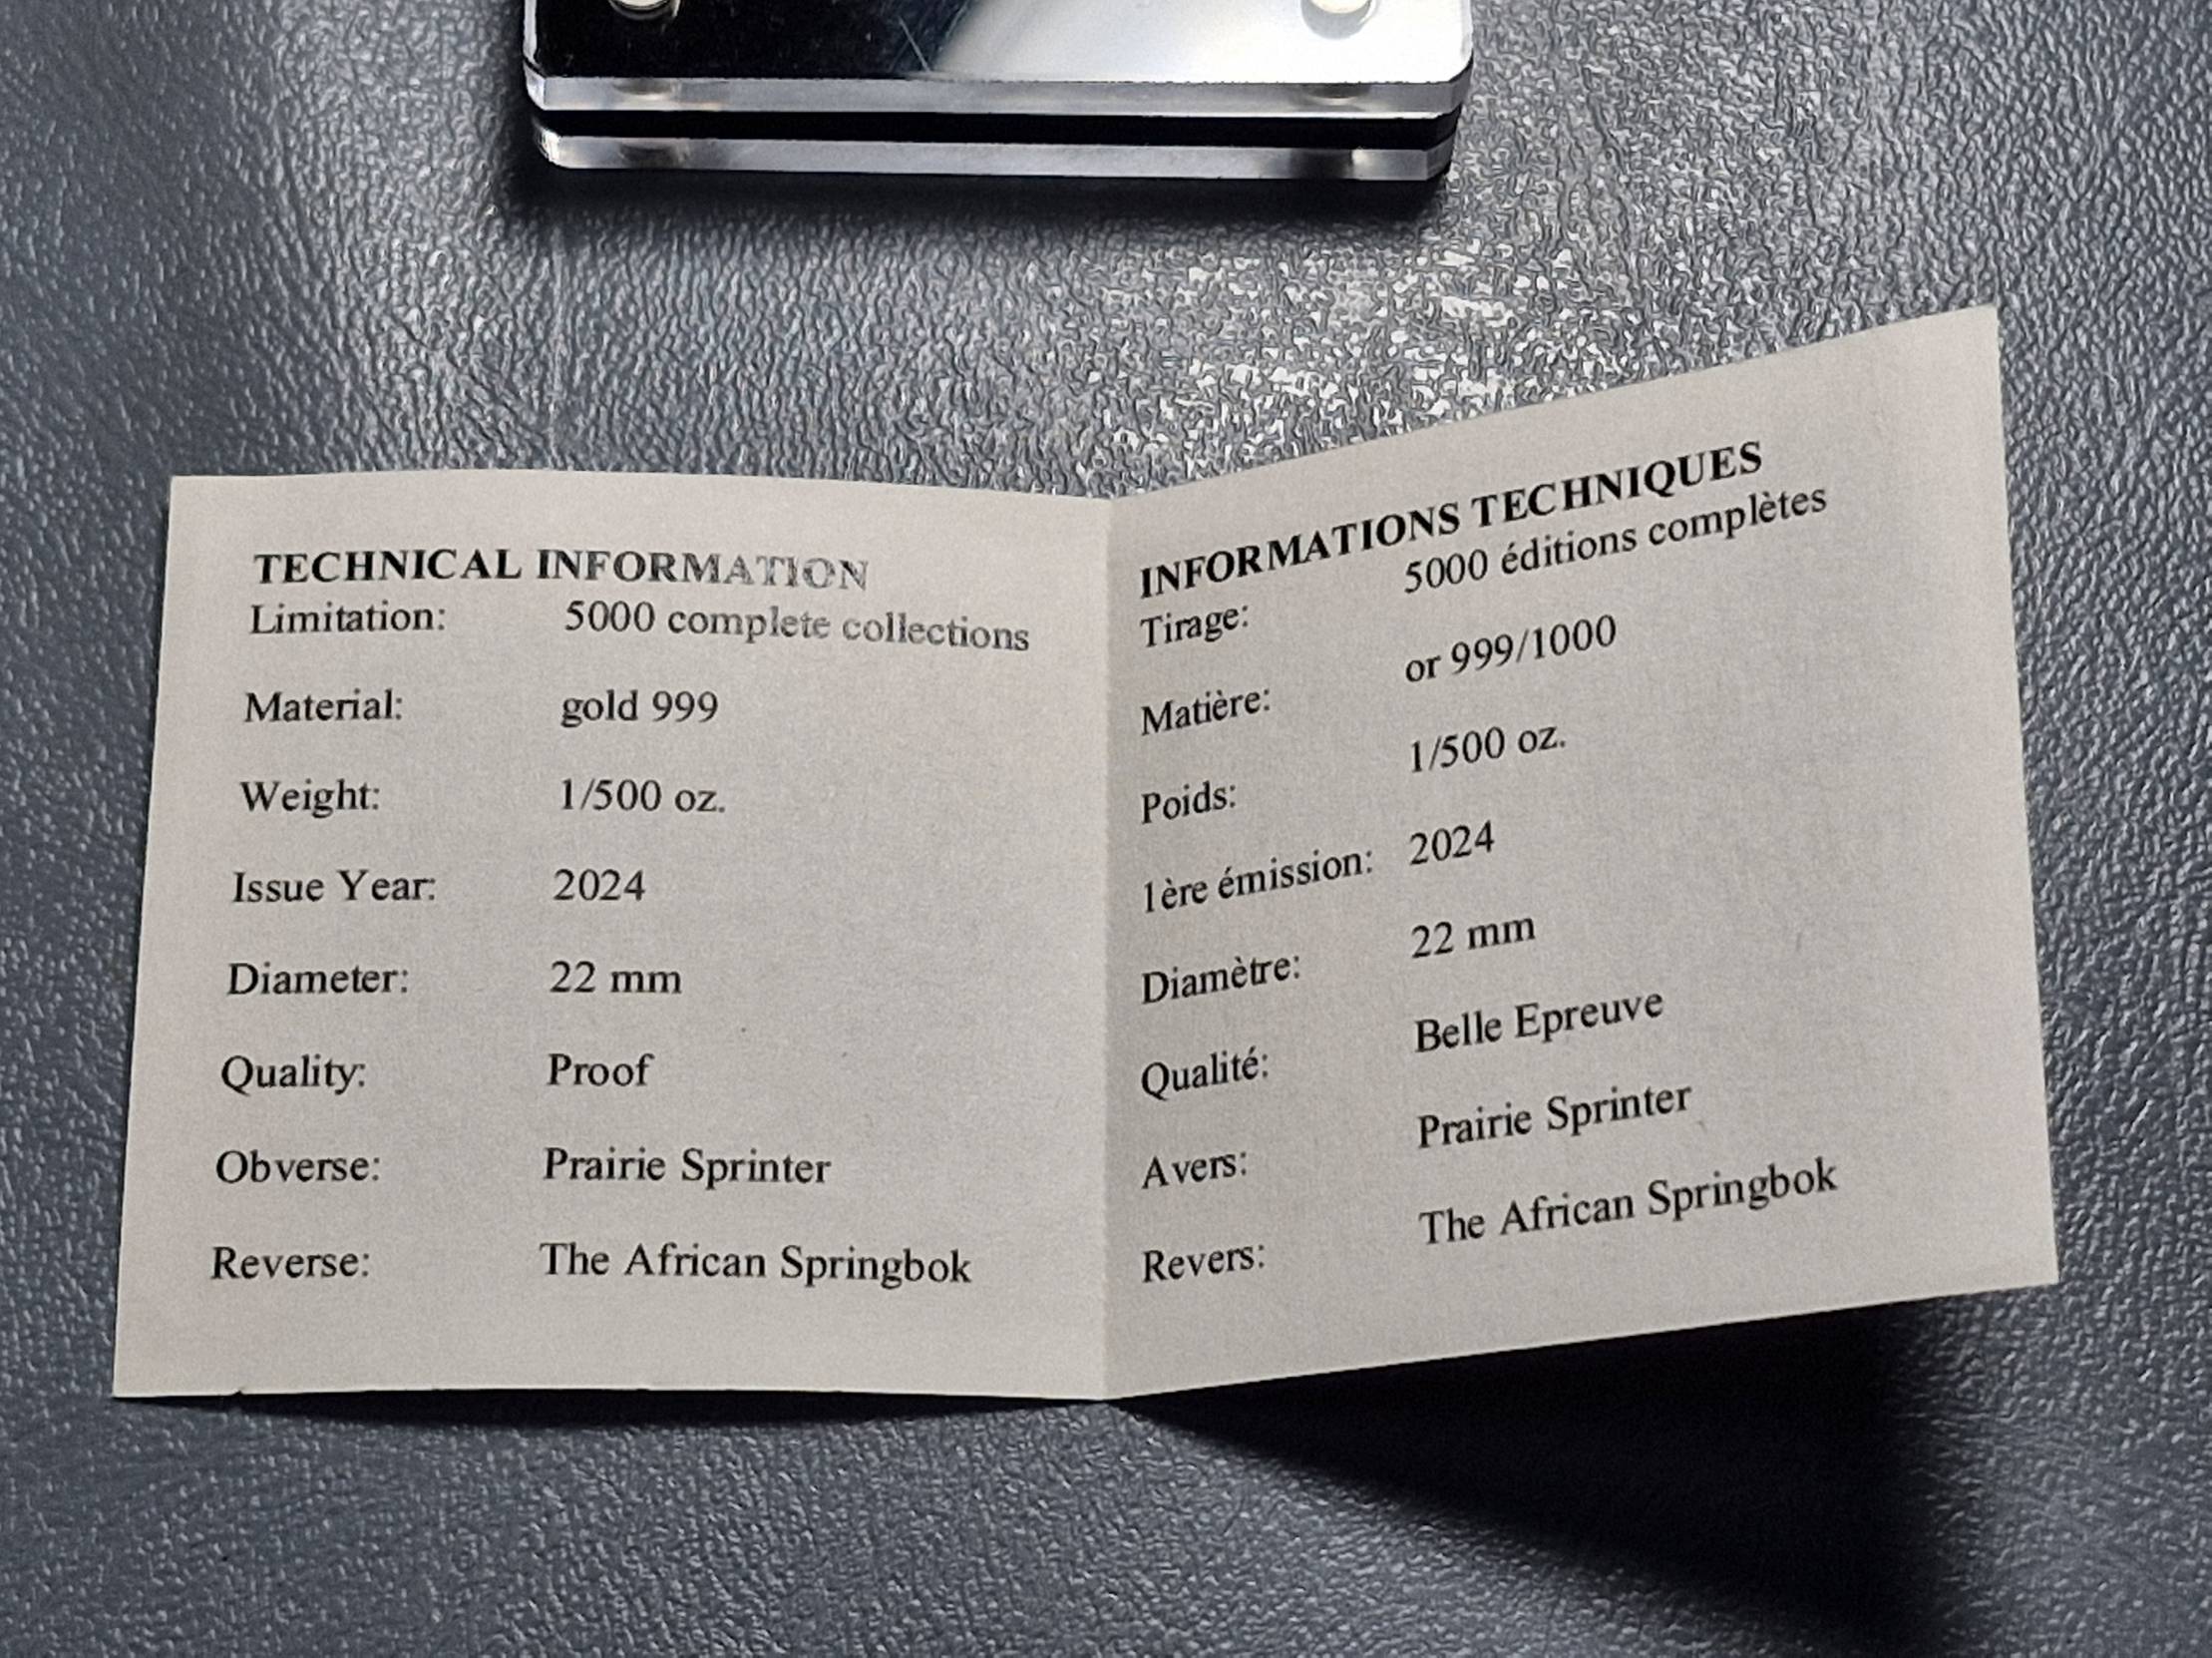 TECHNICAL INFORMATION
Limitation: 5000 complete collections
Material: gold 999
Weight: 1/500 oz.
Issue Year: 2024
Diameter: 22 mm
Quality: Proof
Obverse: Prairie Sprinter
Reverse: The African Springbok
INFORMATIONS TECHNIQUES
Tirage: 5000 éditions complètes
Matière: or 999/1000
Poids: 1/500 oz.
1ère émission: 2024
Diamètre: 22 mm
Qualité: Belle Epreuve
Avers: Prairie Sprinter
Revers: The African Springbok